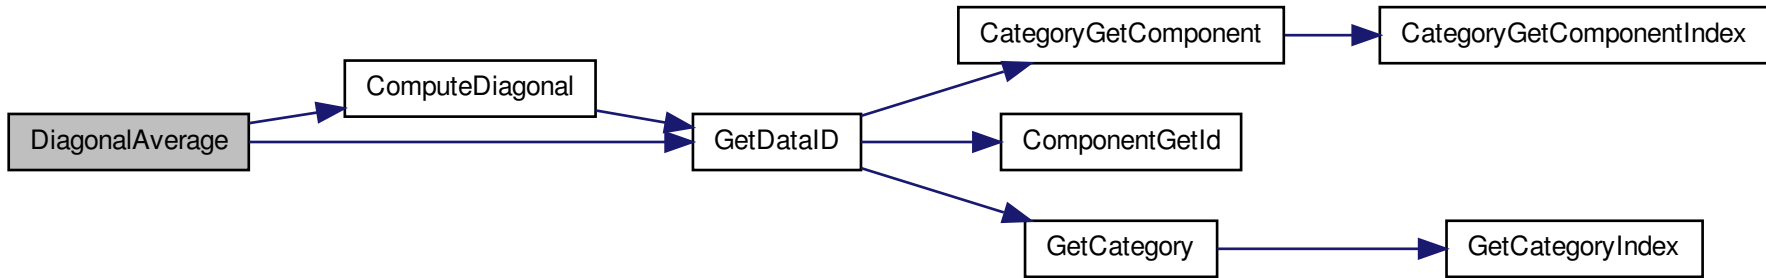 DiagonalAverage
ComputeDiagonal
GetDataID
CategoryGetComponent
CategoryGetComponentIndex
ComponentGetId
GetCategory
GetCategoryIndex